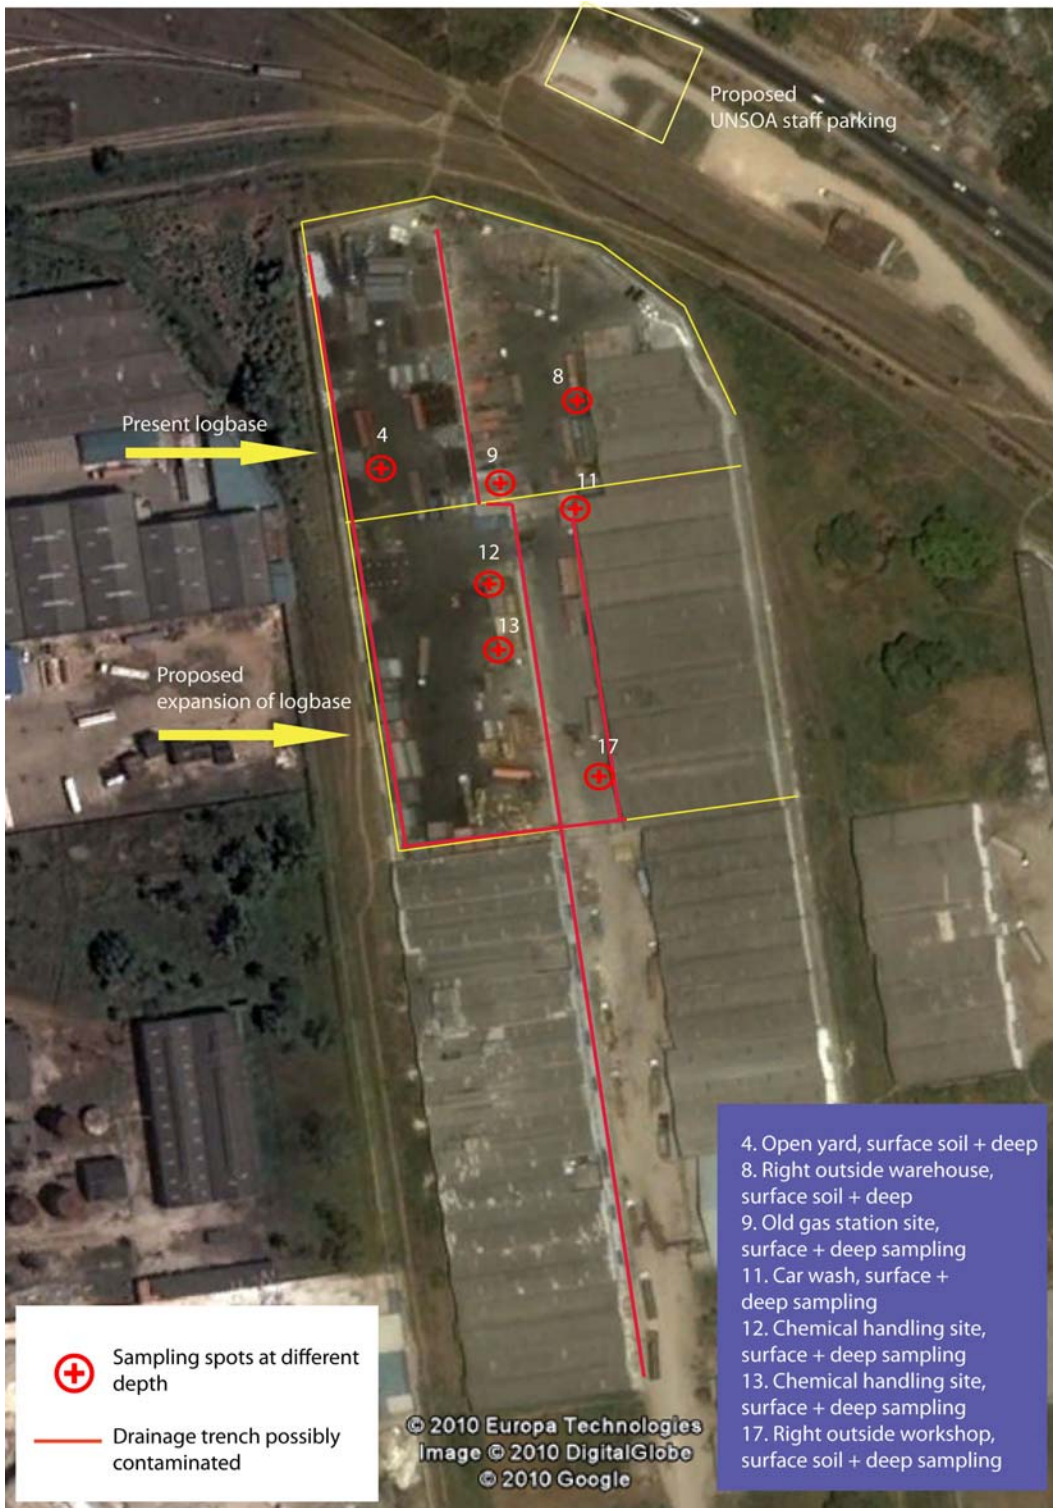 Proposed
UNSOA staff parking
8
Present logbase
4
9
11
12
13
Proposed
expansion of logbase
17
4. Open yard, surface soil + deep
8. Right outside warehouse,
surface soil + deep
9. Old gas station site,
surface + deep sampling
11. Car wash, surface +
deep sampling
12. Chemical handling site,
surface + deep sampling
13. Chemical handling site,
surface + deep sampling
17. Right outside workshop,
surface soil + deep sampling
Sampling spots at different
depth
Drainage trench possibly
contaminated
© 2010 Europa Technologies
Image © 2010 DigitalGlobe
© 2010 Google